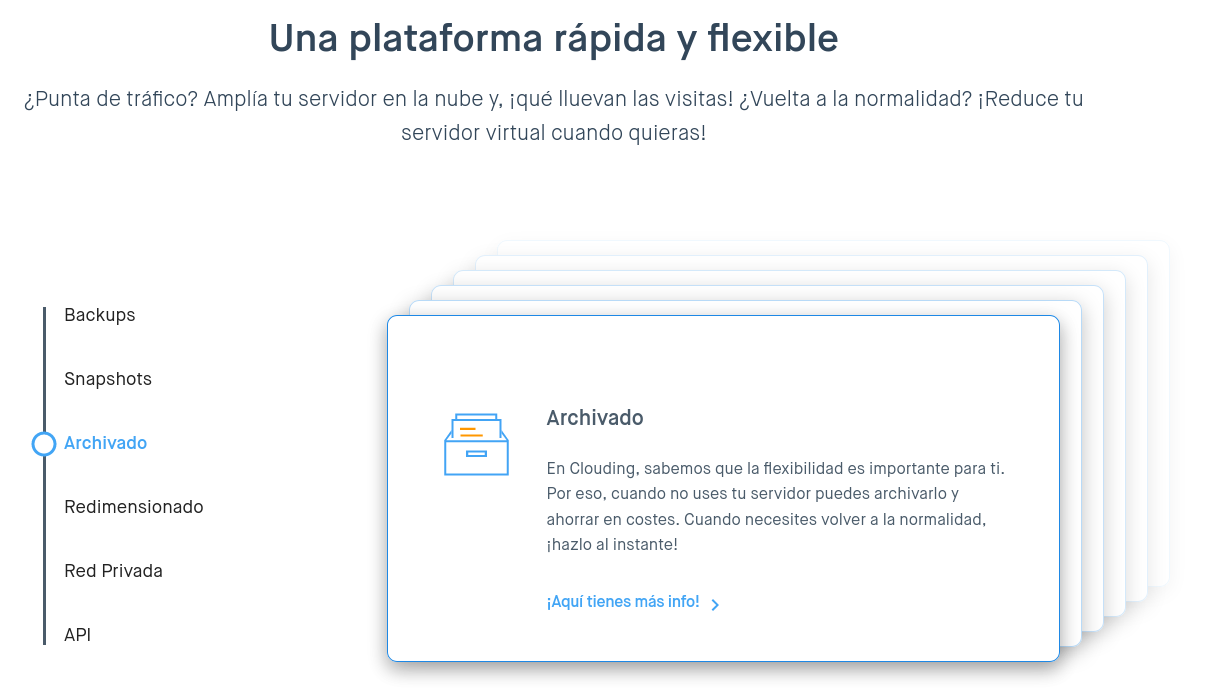 Una plataforma rápida y flexible
¿Punta de tráfico? Amplía tu servidor en la nube y, ¡qué lluevan las visitas! ¿Vuelta a la normalidad? ¡Reduce tu
servidor virtual cuando quieras!
Backups
Snapshots
Archivado
Redimensionado
Red Privada
API
Archivado
En Clouding, sabemos que la flexibilidad es importante para ti.
Por eso, cuando no uses tu servidor puedes archivarlo y
ahorrar en costes. Cuando necesites volver a la normalidad,
¡hazlo al instante!
¡Aquí tienes más info!